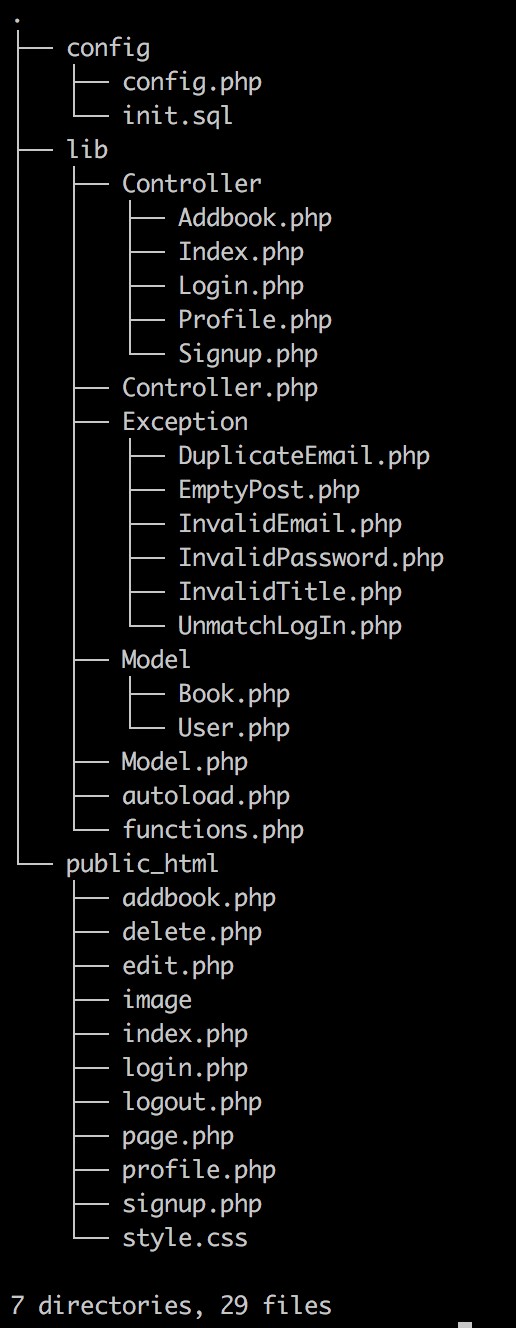 .
├── config
│   ├── config.php
│   └── init.sql
├── lib
│   ├── Controller
│   │   ├── Addbook.php
│   │   ├── Index.php
│   │   ├── Login.php
│   │   ├── Profile.php
│   │   └── Signup.php
│   ├── Controller.php
│   ├── Exception
│   │   ├── DuplicateEmail.php
│   │   ├── EmptyPost.php
│   │   ├── InvalidEmail.php
│   │   ├── InvalidPassword.php
│   │   ├── InvalidTitle.php
│   │   └── UnmatchLogIn.php
│   ├── Model
│   │   ├── Book.php
│   │   └── User.php
│   ├── Model.php
│   ├── autoload.php
│   └── functions.php
└── public_html
    ├── addbook.php
    ├── delete.php
    ├── edit.php
    ├── image
    ├── index.php
    ├── login.php
    ├── logout.php
    ├── page.php
    ├── profile.php
    ├── signup.php
    └── style.css
7 directories, 29 files